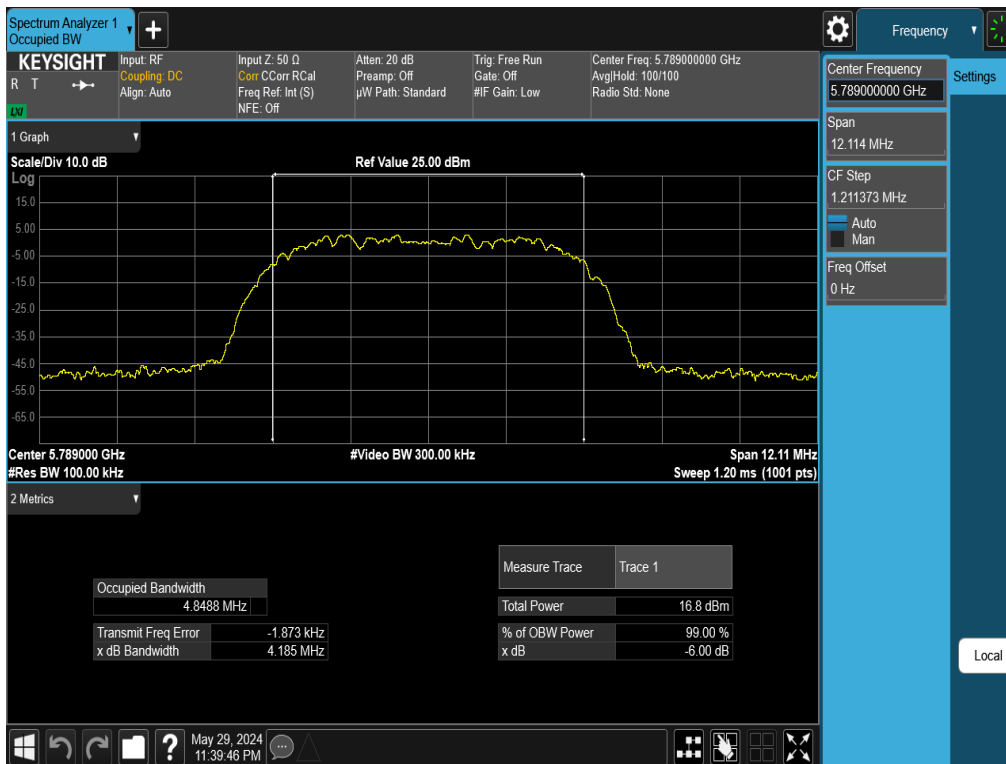 Spectrum Analyzer 1
Occupied BW
Frequency
KEYSIGHT
R T
LXI
Input: RF
Coupling: DC
Align: Auto
Input Z: 50 Ω
Corr CCorr RCal
Freq Ref: Int (S)
NFE: Off
Atten: 20 dB
Preamp: Off
µW Path: Standard
Trig: Free Run
Gate: Off
#IF Gain: Low
Center Freq: 5.789000000 GHz
Avg|Hold: 100/100
Radio Std: None
Center Frequency
5.789000000 GHz
Settings
Span
12.114 MHz
CF Step
1.211373 MHz
Auto
Man
Freq Offset
0 Hz
1 Graph
Scale/Div 10.0 dB
Ref Value 25.00 dBm
Log
15.0
5.00
-5.00
-15.0
-25.0
-35.0
-45.0
-55.0
-65.0
Center 5.789000 GHz
#Video BW 300.00 kHz
Span 12.11 MHz
#Res BW 100.00 kHz
Sweep 1.20 ms (1001 pts)
2 Metrics
Occupied Bandwidth
4.8488 MHz
Transmit Freq Error -1.873 kHz
x dB Bandwidth 4.185 MHz
Measure Trace Trace 1
Total Power 16.8 dBm
% of OBW Power 99.00 %
x dB -6.00 dB
Local
?
May 29, 2024
11:39:46 PM